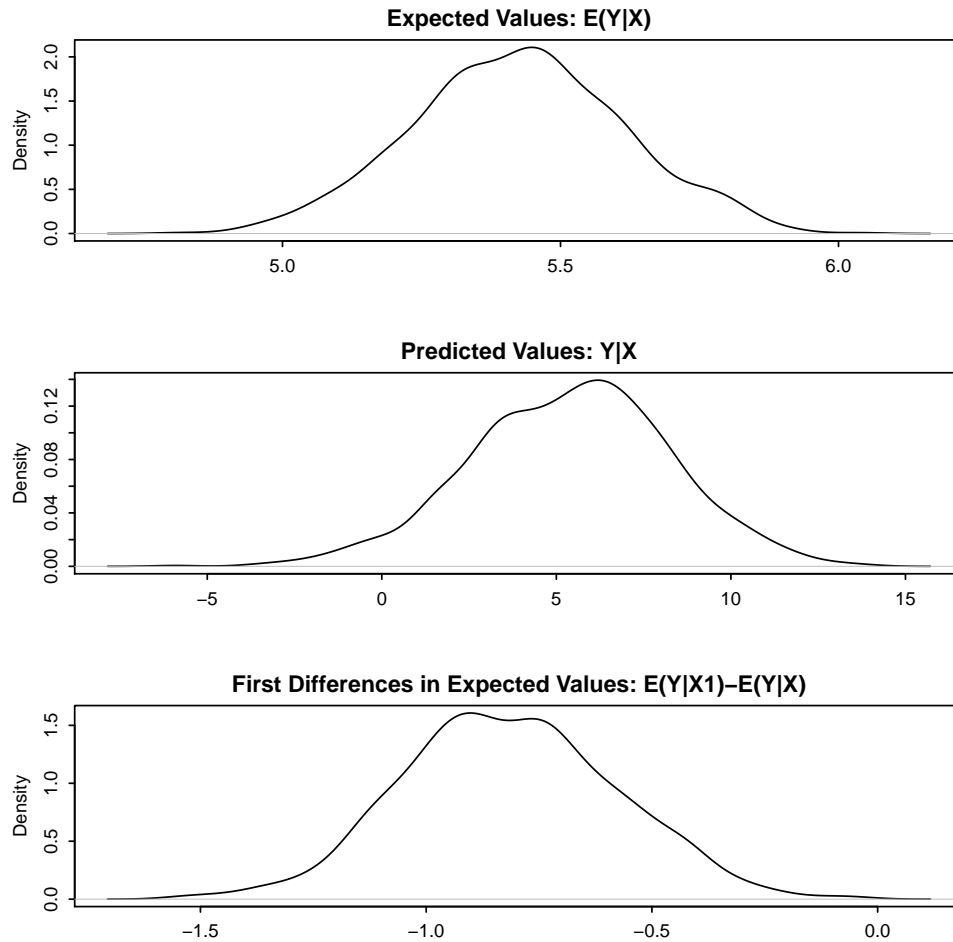 Expected Values: E(Y|X)
Density
0.0 0.5 1.0 1.5 2.0
5.0 5.5 6.0
Predicted Values: Y|X
Density
0.00 0.04 0.08 0.12
−5 0 5 10 15
First Differences in Expected Values: E(Y|X1)−E(Y|X)
Density
0.0 0.5 1.0 1.5
−1.5 −1.0 −0.5 0.0